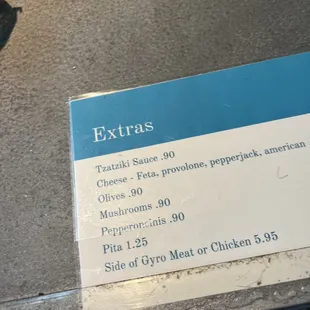 Extras
Tzatziki Sauce .90
Cheese - Feta, provolone, pepperjack, american
Olives .90
Mushrooms .90
Pepperoninis .90
Pita 1.25
Side of Gyro Meat or Chicken 5.95